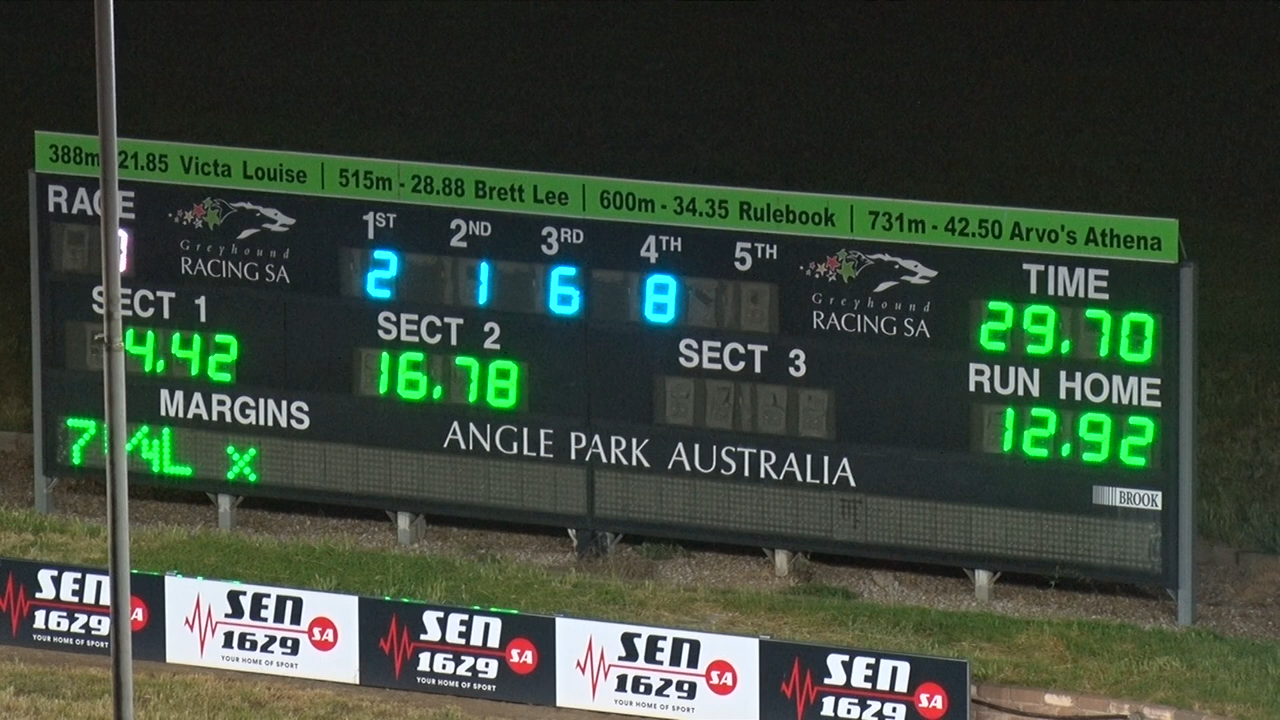 388m 21.85 Victa Louise | 515m - 28.88 Brett Lee | 600m - 34.35 Rulebook | 731m - 42.50 Arvo's Athena
RACE
Greyhound
RACING SA
1ST 2ND 3RD 4TH 5TH
2 1 6 8
Greyhound
RACING SA
TIME
29.70
SECT 1
4.42
SECT 2
16.78
SECT 3
RUN HOME
12.92
MARGINS
ANGLE PARK AUSTRALIA
BROOK
SEN
1629 SA
YOUR HOME OF SPORT
SEN
1629 SA
YOUR HOME OF SPORT
SEN
1629 SA
YOUR HOME OF SPORT
SEN
1629 SA
YOUR HOME OF SPORT
SEN
1629 SA